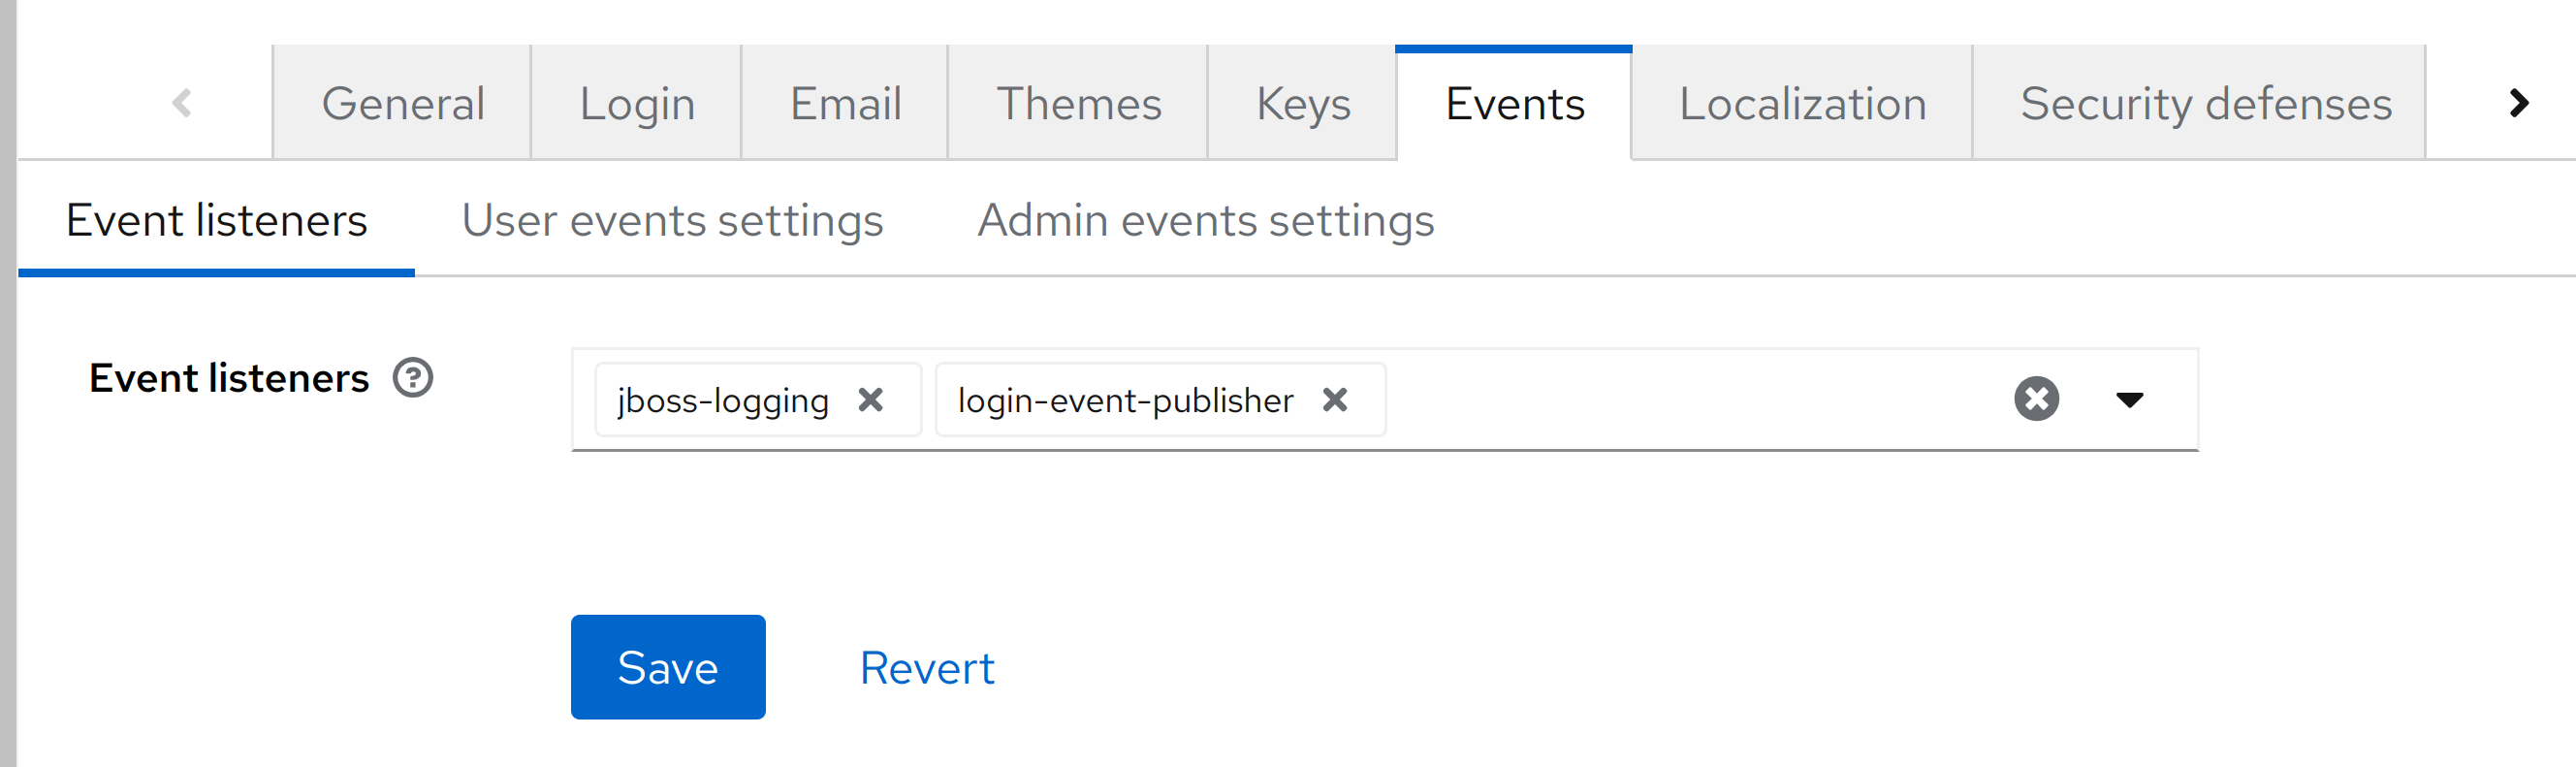 General Login Email Themes Keys Events Localization Security defenses
Event listeners User events settings Admin events settings
Event listeners jboss-logging login-event-publisher
Save Revert